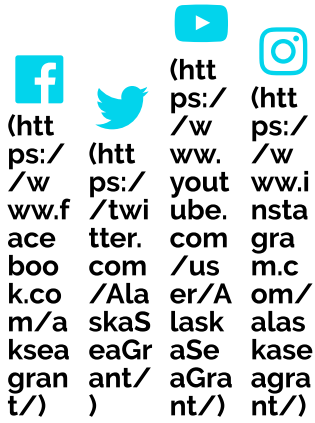 (htt
ps:/
/w
ww.f
ace
boo
k.co
m/a
ksea
gran
t/)
(htt
ps:/
/twi
tter.
com
/Ala
skaS
eaGr
ant/
)
(htt
ps:/
/w
ww.
yout
ube.
com
/us
er/A
lask
aSe
aGra
nt/)
(htt
ps:/
/w
ww.i
nsta
gra
m.c
om/
alas
kase
agra
nt/)